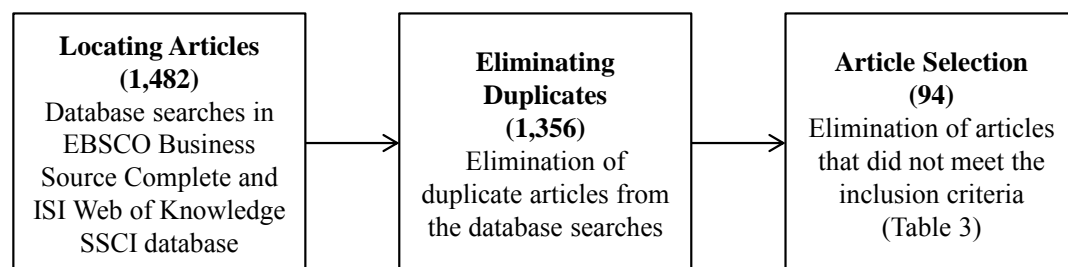 Locating Articles
(1,482)
Database searches in
EBSCO Business
Source Complete and
ISI Web of Knowledge
SSCI database
Eliminating
Duplicates
(1,356)
Elimination of
duplicate articles from
the database searches
Article Selection
(94)
Elimination of articles
that did not meet the
inclusion criteria
(Table 3)